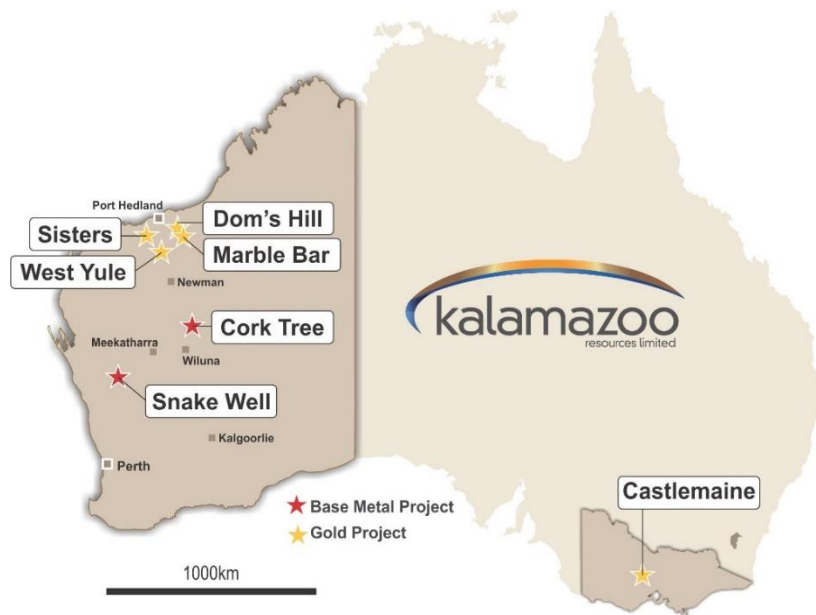 Port Hedland
Dom's Hill
Sisters
Marble Bar
West Yule
Newman
Cork Tree
Meekatharra
Wiluna
Snake Well
Kalgoorlie
Perth
kalamazoo
resources limited
Castlemaine
Base Metal Project
Gold Project
1000km